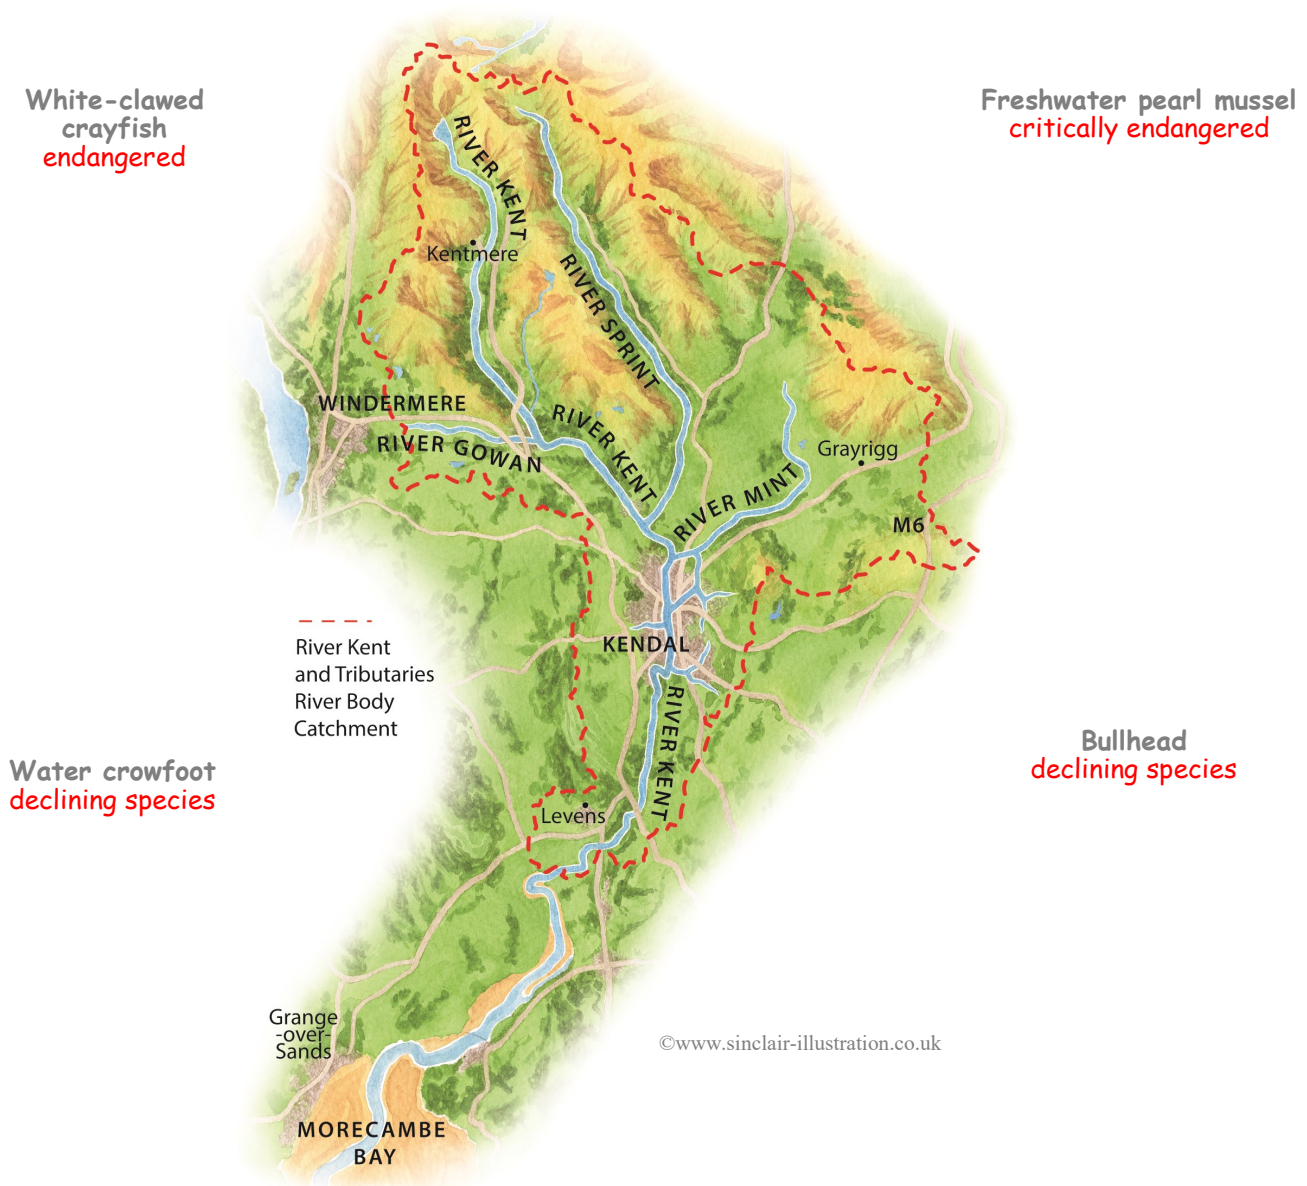 White-clawed
crayfish
endangered
Freshwater pearl mussel
critically endangered
RIVER KENT
Kentmere
RIVER SPRINT
WINDERMERE
RIVER GOWAN
RIVER KENT
Grayrigg
RIVER MINT
M6
KENDAL
River Kent
and Tributaries
River Body
Catchment
RIVER KENT
Bullhead
declining species
Water crowfoot
declining species
Levens
Grange
-over-
Sands
©www.sinclair-illustration.co.uk
MORECAMBE
BAY